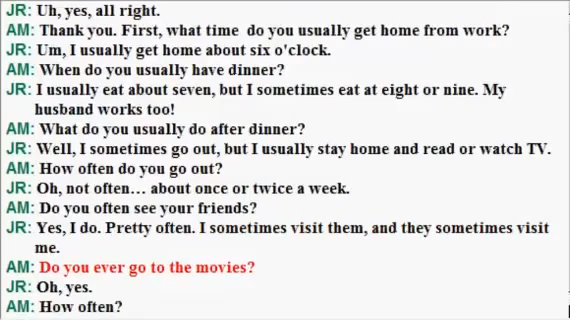 JR: Uh, yes, all right.
AM: Thank you. First, what time do you usually get home from work?
JR: Um, I usually get home about six o'clock.
AM: When do you usually have dinner?
JR: I usually eat about seven, but I sometimes eat at eight or nine. My
husband works too!
AM: What do you usually do after dinner?
JR: Well, I sometimes go out, but I usually stay home and read or watch TV.
AM: How often do you go out?
JR: Oh, not often… about once or twice a week.
AM: Do you often see your friends?
JR: Yes, I do. Pretty often. I sometimes visit them, and they sometimes visit
me.
AM: Do you ever go to the movies?
JR: Oh, yes.
AM: How often?